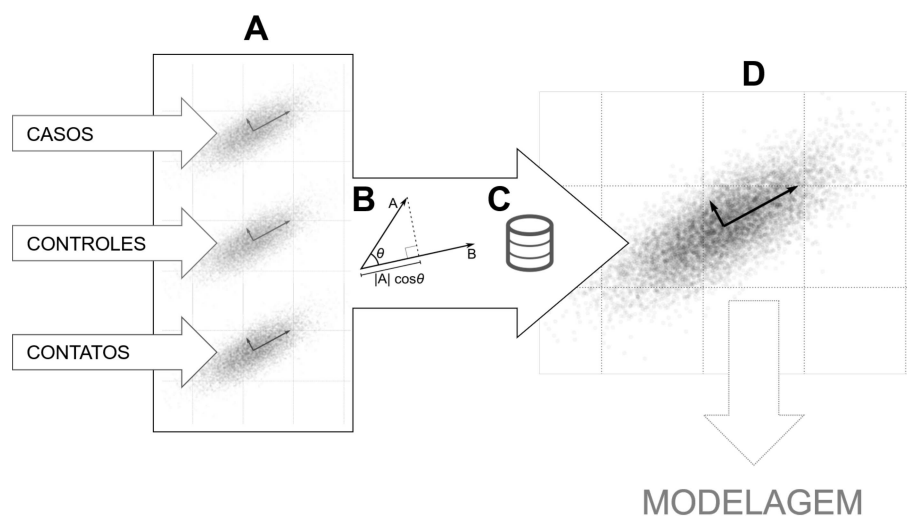 A
D
CASOS
B
C
A
CONTROLES
θ
B
|A| cosθ
CONTATOS
MODELAGEM